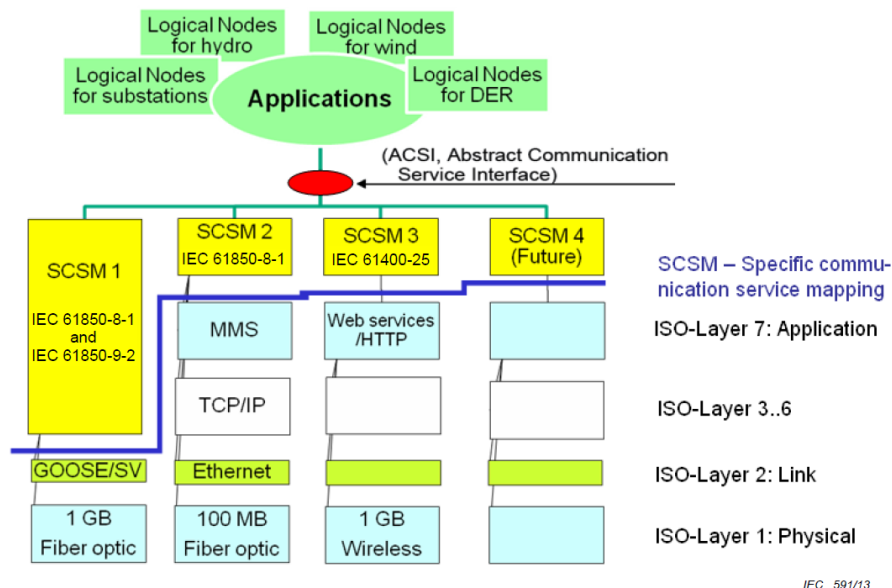 Logical Nodes
for hydro
Logical Nodes
for wind
Logical Nodes
for substations
Logical Nodes
for DER
Applications
(ACSI, Abstract Communication
Service Interface)
SCSM 1
IEC 61850-8-1
and
IEC 61850-9-2
SCSM 2
IEC 61850-8-1
SCSM 3
IEC 61400-25
SCSM 4
(Future)
SCSM – Specific commu-
nication service mapping
MMS
Web services
/HTTP
ISO-Layer 7: Application
TCP/IP
ISO-Layer 3..6
GOOSE/SV
Ethernet
ISO-Layer 2: Link
1 GB
Fiber optic
100 MB
Fiber optic
1 GB
Wireless
ISO-Layer 1: Physical
IEC 591/13